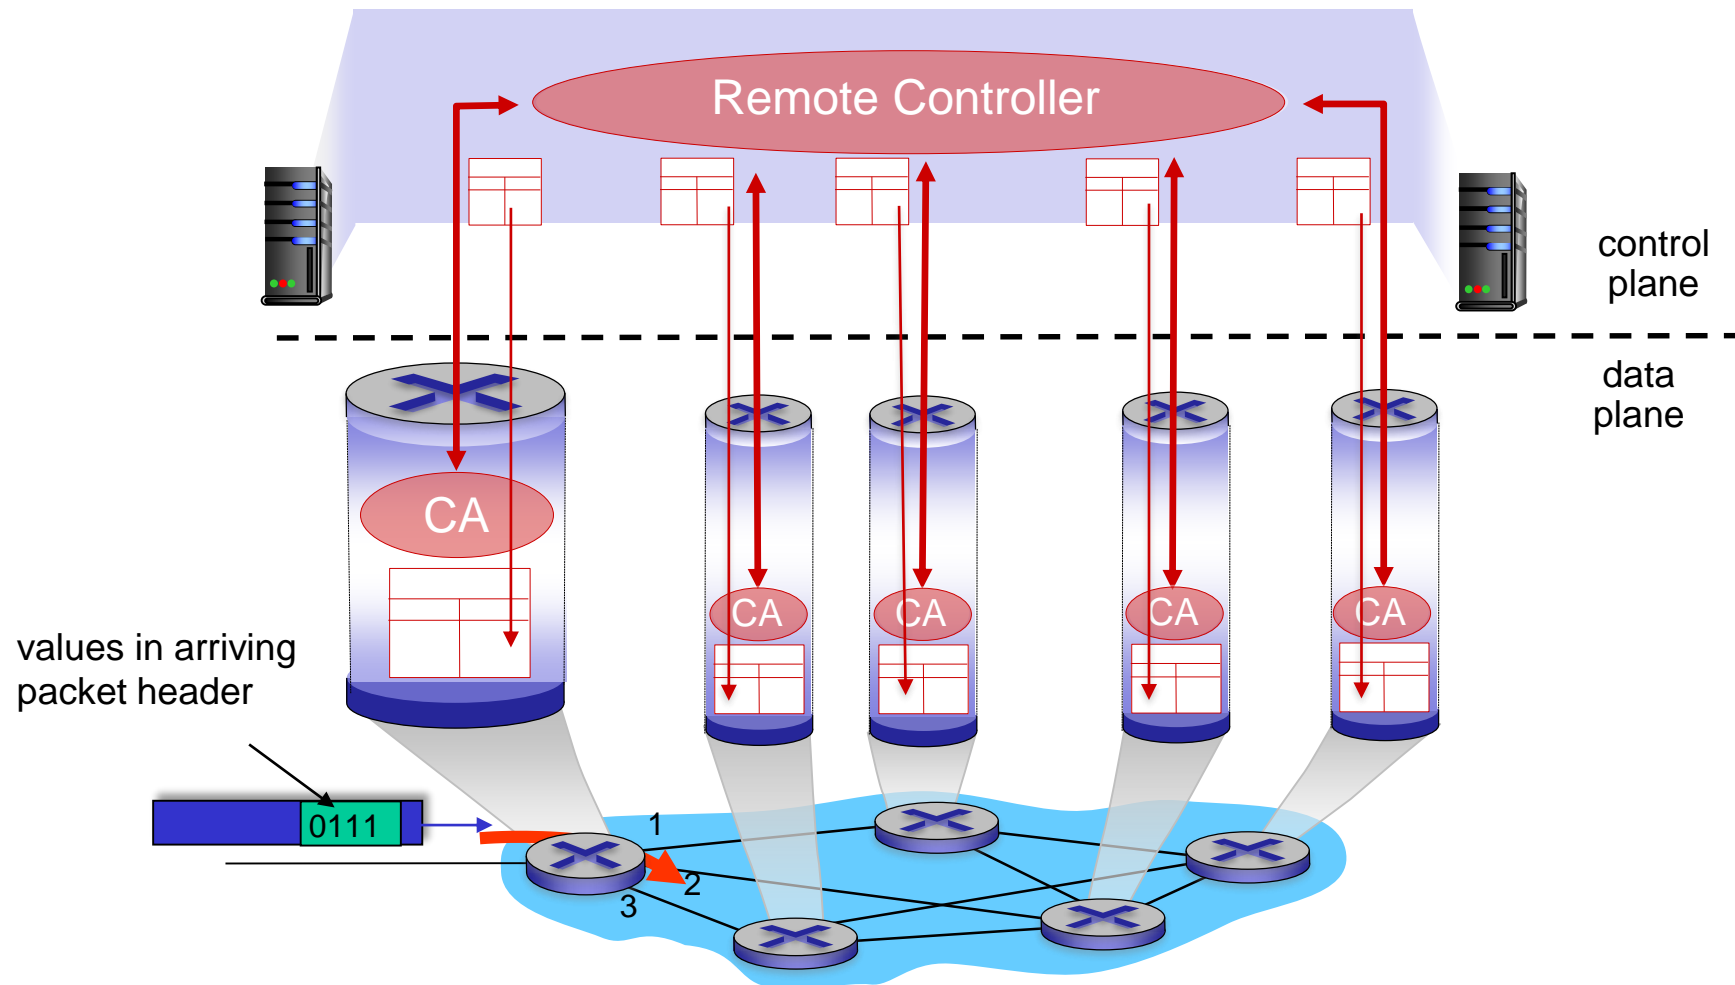 Remote Controller
control
plane
data
plane
CA
CA
CA
CA
CA
values in arriving
packet header
0111
1
2
3